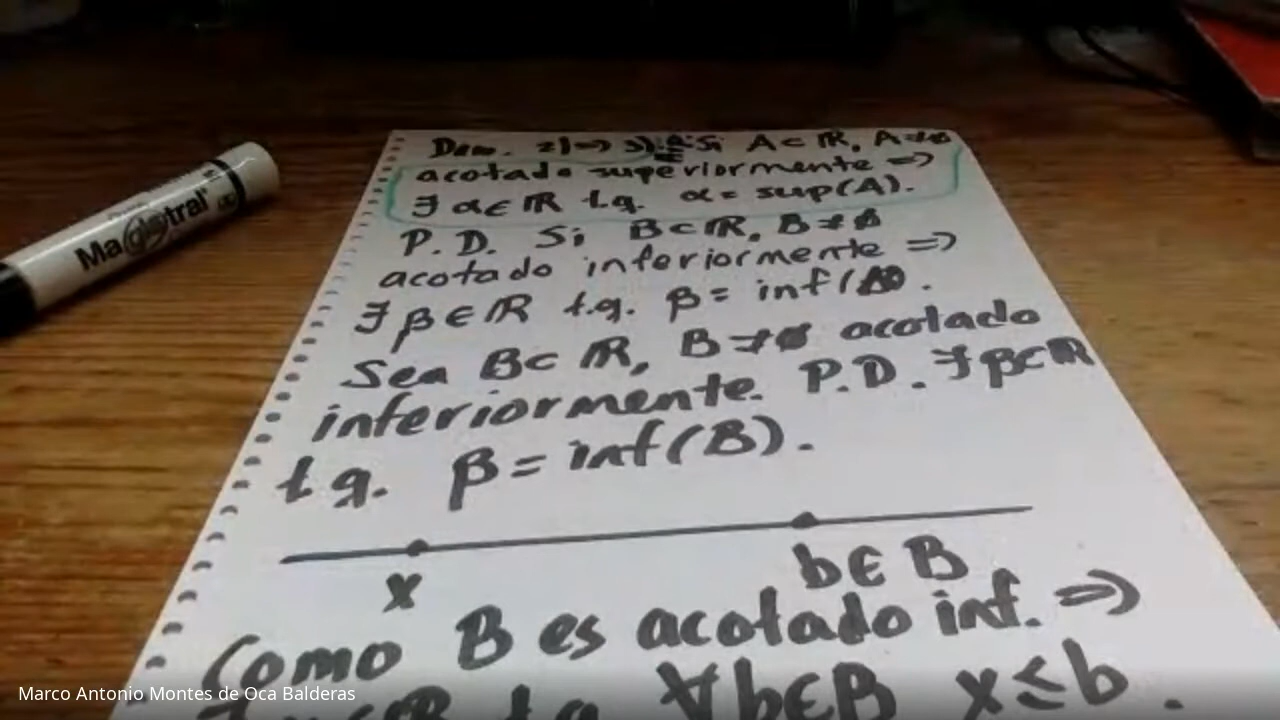 Magistral
Dem. 2) => 3) Si A ⊂ ℝ, A ≠ ∅
acotado superiormente =>
∃ α ∈ ℝ t.q. α = sup(A).
P.D. Si B ⊂ ℝ, B ≠ ∅
acotado inferiormente =>
∃ β ∈ ℝ t.q. β = inf(
Sea B ⊂ ℝ, B ≠ ∅ acotado
inferiormente. P.D. ∃ β ⊂ ℝ
t.q. β = inf(B).
x b ∈ B
Como B es acotado inf. =>
∀ b ∈ B x ≤ b.
Marco Antonio Montes de Oca Balderas